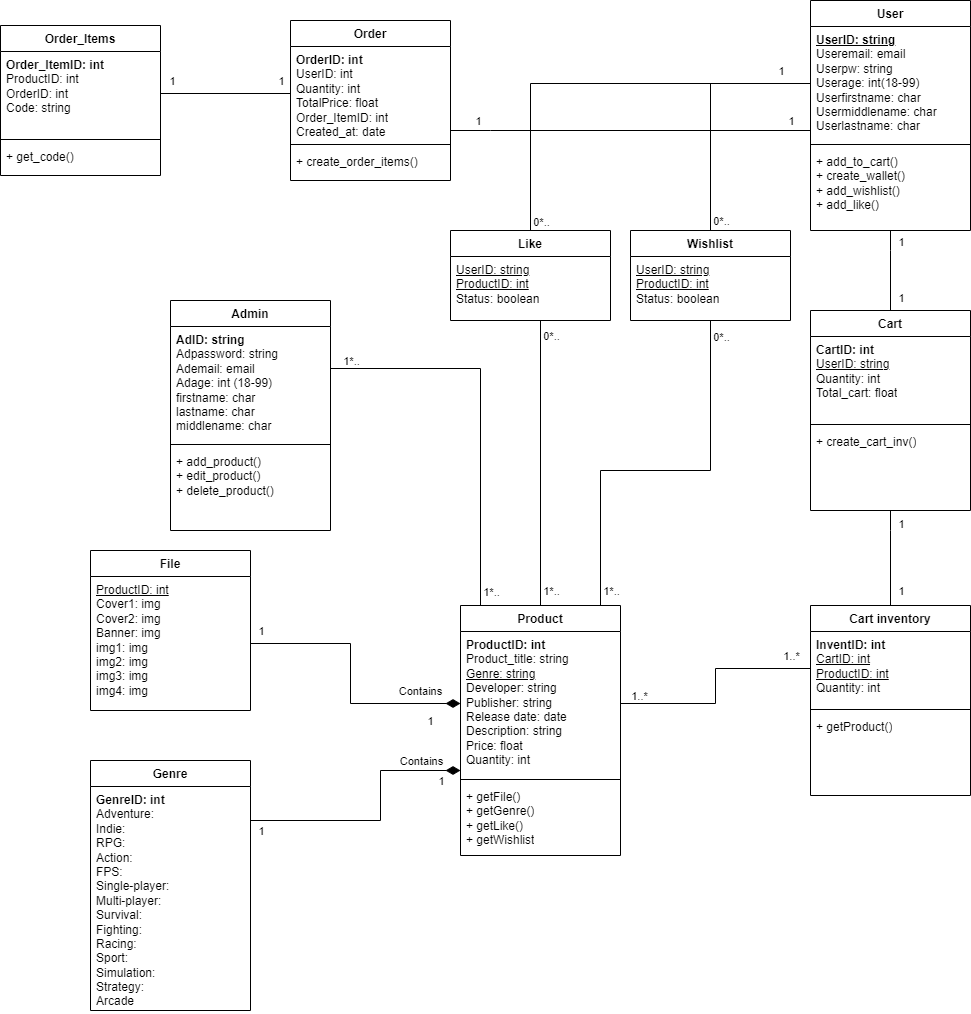 Order_Items
Order_ItemID: int
ProductID: int
OrderID: int
Code: string
+ get_code()
1
1
Order
OrderID: int
UserID: int
Quantity: int
TotalPrice: float
Order_ItemID: int
Created_at: date
+ create_order_items()
1
1
1
User
UserID: string
Useremail: email
Userpw: string
Userage: int(18-99)
Userfirstname: char
Usermiddlename: char
Userlastname: char
+ add_to_cart()
+ create_wallet()
+ add_wishlist()
+ add_like()
0*..
0*..
1
1
Like
UserID: string
ProductID: int
Status: boolean
0*..
Wishlist
UserID: string
ProductID: int
Status: boolean
0*..
Cart
CartID: int
UserID: string
Quantity: int
Total_cart: float
+ create_cart_inv()
1
1
Admin
AdID: string
Adpassword: string
Ademail: email
Adage: int (18-99)
firstname: char
lastname: char
middlename: char
+ add_product()
+ edit_product()
+ delete_product()
1*..
1*..
1*..
1*..
File
ProductID: int
Cover1: img
Cover2: img
Banner: img
img1: img
img2: img
img3: img
img4: img
1
Contains
1
Product
ProductID: int
Product_title: string
Genre: string
Developer: string
Publisher: string
Release date: date
Description: string
Price: float
Quantity: int
+ getFile()
+ getGenre()
+ getLike()
+ getWishlist
1..*
1..*
Cart inventory
InventID: int
CartID: int
ProductID: int
Quantity: int
+ getProduct()
Contains
1
1
Genre
GenreID: int
Adventure:
Indie:
RPG:
Action:
FPS:
Single-player:
Multi-player:
Survival:
Fighting:
Racing:
Sport:
Simulation:
Strategy:
Arcade